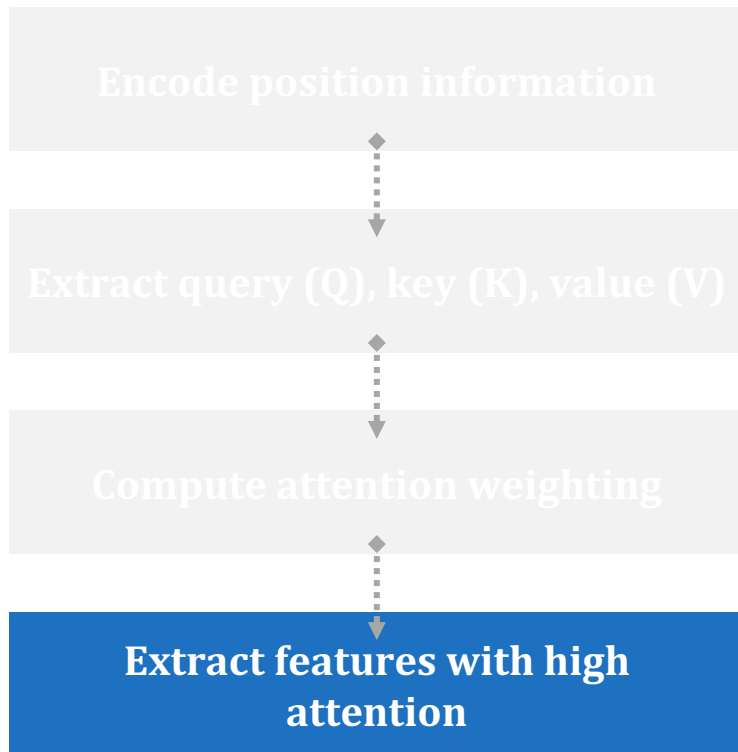 Encode position information
Extract query (Q), key (K), value (V)
Compute attention weighting
Extract features with high
attention